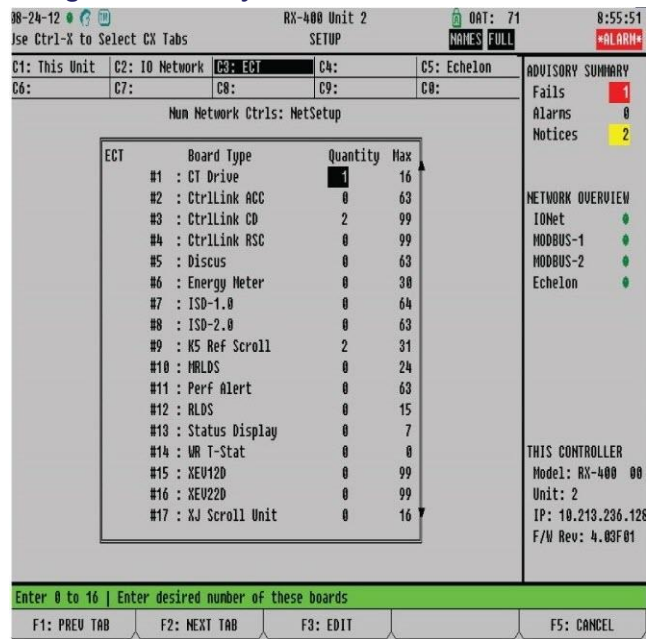 08-24-12 RX-400 Unit 2 OAT: 71 8:55:51
Use Ctrl-X to Select CX Tabs SETUP NAMES FULL *ALARM*
C1: This Unit C2: IO Network C3: ECT C4: C5: Echelon
C6: C7: C8: C9: C0:
Num Network Ctrls: NetSetup
ECT Board Type Quantity Max
#1 : CT Drive 1 16
#2 : CtrlLink ACC 0 63
#3 : CtrlLink CD 2 99
#4 : CtrlLink RSC 0 99
#5 : Discus 0 63
#6 : Energy Meter 0 30
#7 : ISD-1.0 0 64
#8 : ISD-2.0 0 63
#9 : K5 Ref Scroll 2 31
#10 : MRLDS 0 24
#11 : Perf Alert 0 63
#12 : RLDS 0 15
#13 : Status Display 0 7
#14 : WR T-Stat 0 0
#15 : XEV12D 0 99
#16 : XEV22D 0 99
#17 : XJ Scroll Unit 0 16
ADVISORY SUMMARY
Fails 1
Alarms 0
Notices 2
NETWORK OVERVIEW
IONet
MODBUS-1
MODBUS-2
Echelon
THIS CONTROLLER
Model: RX-400 00
Unit: 2
IP: 10.213.236.128
F/W Rev: 4.03F01
Enter 0 to 16 | Enter desired number of these boards
F1: PREV TAB F2: NEXT TAB F3: EDIT F5: CANCEL